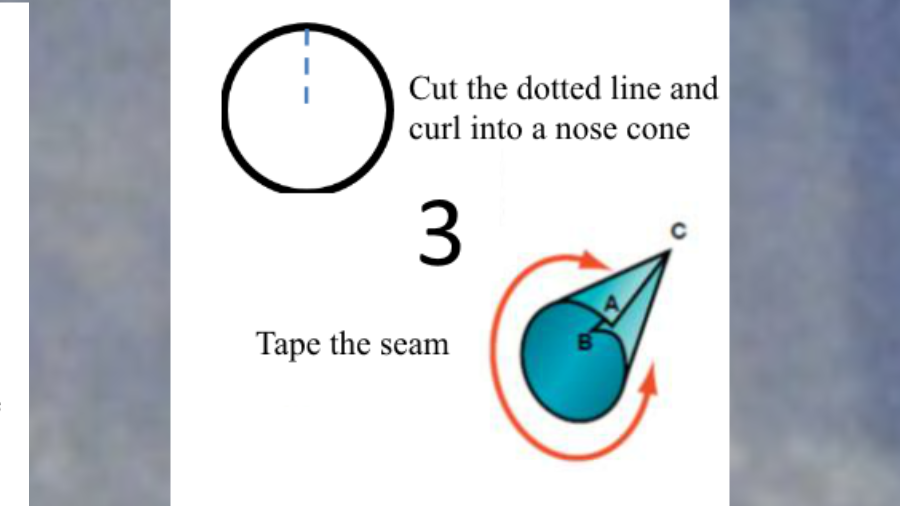 Cut the dotted line and
curl into a nose cone
3
C
A
B
Tape the seam